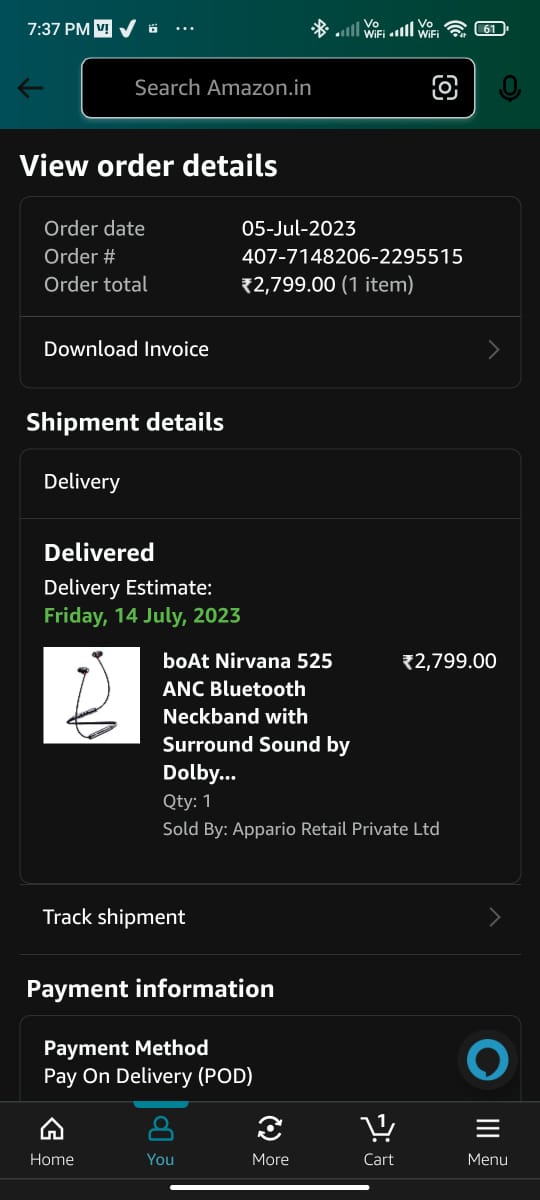 7:37 PM V! ...
Vo WiFi Vo WiFi 61
Search Amazon.in
View order details
Order date 05-Jul-2023
Order # 407-7148206-2295515
Order total ₹2,799.00 (1 item)
Download Invoice
Shipment details
Delivery
Delivered
Delivery Estimate:
Friday, 14 July, 2023
boAt Nirvana 525 ₹2,799.00
ANC Bluetooth
Neckband with
Surround Sound by
Dolby...
Qty: 1
Sold By: Appario Retail Private Ltd
Track shipment
Payment information
Payment Method
Pay On Delivery (POD)
1
Home You More Cart Menu